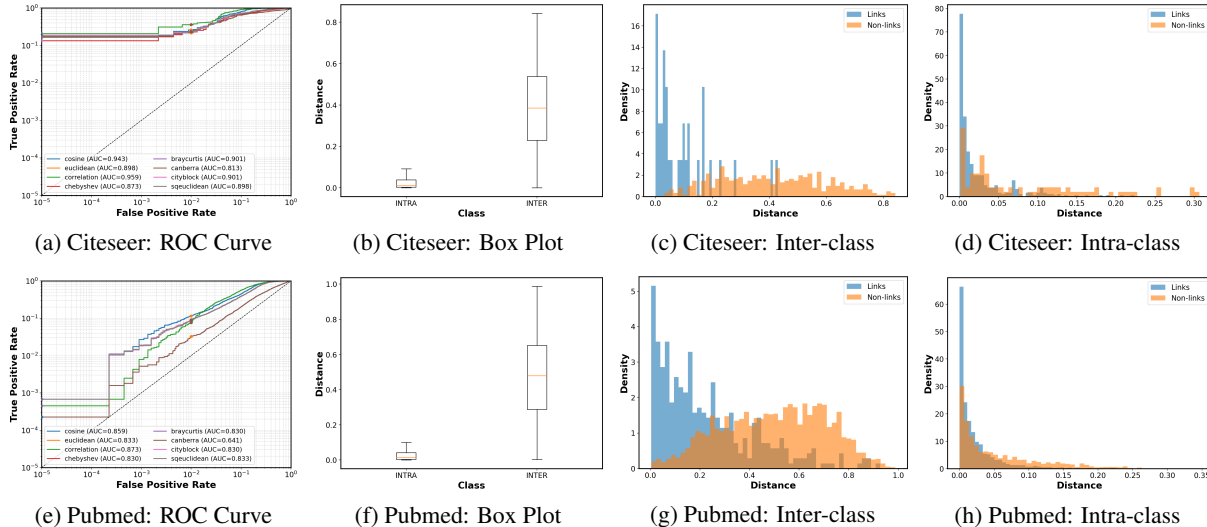 True Positive Rate
10^0
10^-1
10^-2
10^-3
10^-4
10^-5
cosine (AUC=0.943)
euclidean (AUC=0.898)
correlation (AUC=0.959)
chebyshev (AUC=0.873)
braycurtis (AUC=0.901)
canberra (AUC=0.813)
cityblock (AUC=0.901)
sqeuclidean (AUC=0.898)
10^-5 10^-4 10^-3 10^-2 10^-1 10^0
False Positive Rate
(a) Citeseer: ROC Curve
Distance
0.8
0.6
0.4
0.2
0.0
INTRA INTER
Class
(b) Citeseer: Box Plot
Density
16
14
12
10
8
6
4
2
0
Links
Non-links
0.0 0.2 0.4 0.6 0.8
Distance
(c) Citeseer: Inter-class
Density
80
70
60
50
40
30
20
10
0
Links
Non-links
0.00 0.05 0.10 0.15 0.20 0.25 0.30
Distance
(d) Citeseer: Intra-class
True Positive Rate
10^0
10^-1
10^-2
10^-3
10^-4
10^-5
cosine (AUC=0.859)
euclidean (AUC=0.833)
correlation (AUC=0.873)
chebyshev (AUC=0.830)
braycurtis (AUC=0.830)
canberra (AUC=0.641)
cityblock (AUC=0.830)
sqeuclidean (AUC=0.833)
10^-5 10^-4 10^-3 10^-2 10^-1 10^0
False Positive Rate
(e) Pubmed: ROC Curve
Distance
1.0
0.8
0.6
0.4
0.2
0.0
INTRA INTER
Class
(f) Pubmed: Box Plot
Density
5
4
3
2
1
0
Links
Non-links
0.0 0.2 0.4 0.6 0.8 1.0
Distance
(g) Pubmed: Inter-class
Density
60
50
40
30
20
10
0
Links
Non-links
0.00 0.05 0.10 0.15 0.20 0.25 0.30 0.35
Distance
(h) Pubmed: Intra-class